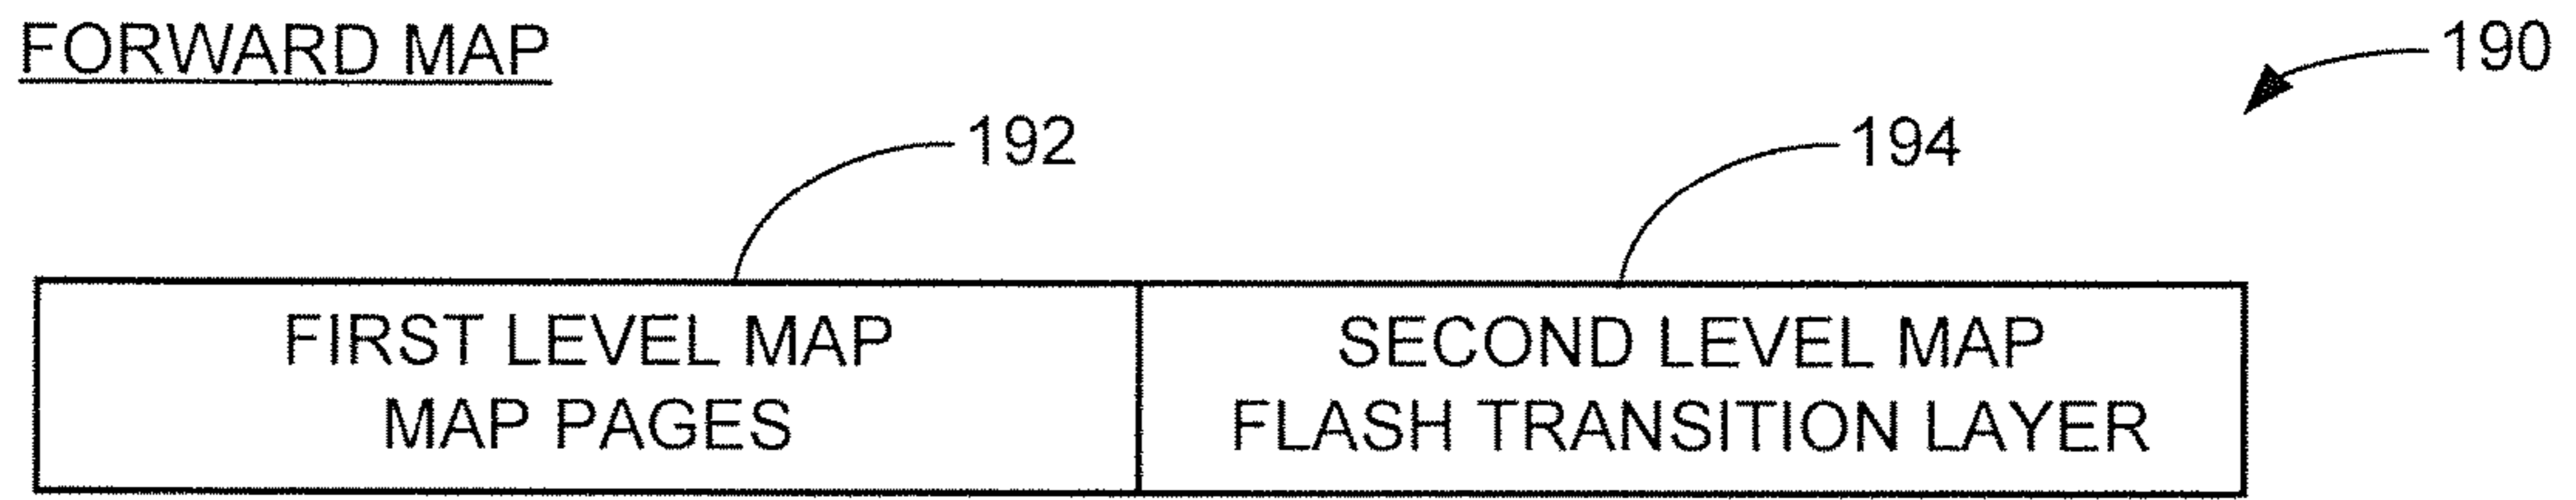 FORWARD MAP
190
192
194
FIRST LEVEL MAP
MAP PAGES
SECOND LEVEL MAP
FLASH TRANSITION LAYER